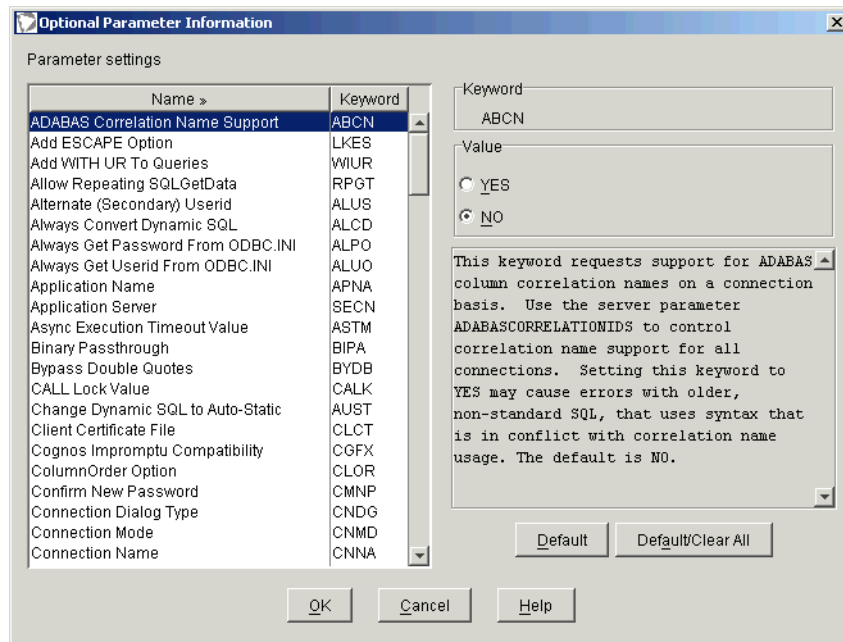 Optional Parameter Information
Parameter settings
Name » Keyword
ADABAS Correlation Name Support ABCN
Add ESCAPE Option LKES
Add WITH UR To Queries WIUR
Allow Repeating SQLGetData RPGT
Alternate (Secondary) Userid ALUS
Always Convert Dynamic SQL ALCD
Always Get Password From ODBC.INI ALPO
Always Get Userid From ODBC.INI ALUO
Application Name APNA
Application Server SECN
Async Execution Timeout Value ASTM
Binary Passthrough BIPA
Bypass Double Quotes BYDB
CALL Lock Value CALK
Change Dynamic SQL to Auto-Static AUST
Client Certificate File CLCT
Cognos Impromptu Compatibility CGFX
ColumnOrder Option CLOR
Confirm New Password CMNP
Connection Dialog Type CNDG
Connection Mode CNMD
Connection Name CNNA
Keyword
ABCN
Value
YES
NO
This keyword requests support for ADABAS
column correlation names on a connection
basis. Use the server parameter
ADABASCORRELATIONIDS to control
correlation name support for all
connections. Setting this keyword to
YES may cause errors with older,
non-standard SQL, that uses syntax that
is in conflict with correlation name
usage. The default is NO.
Default Default/Clear All
OK Cancel Help